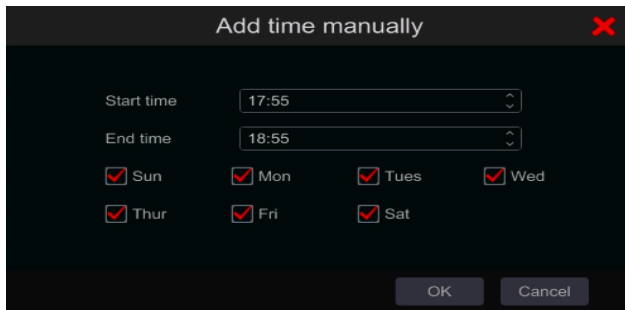 Add time manually
Start time 17:55
End time 18:55
Sun Mon Tues Wed
Thur Fri Sat
OK Cancel